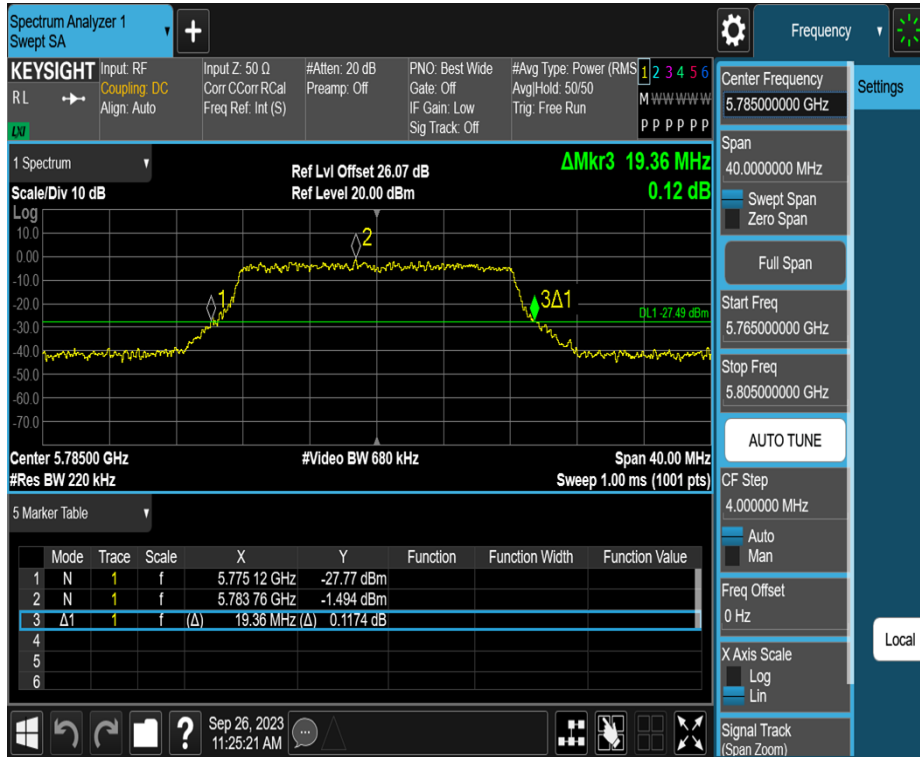 Spectrum Analyzer 1
Swept SA
Frequency
KEYSIGHT
R L
LXI
Input: RF
Coupling: DC
Align: Auto
Input Z: 50 Ω
Corr CCorr RCal
Freq Ref: Int (S)
#Atten: 20 dB
Preamp: Off
PNO: Best Wide
Gate: Off
IF Gain: Low
Sig Track: Off
#Avg Type: Power (RMS
Avg|Hold: 50/50
Trig: Free Run
1 2 3 4 5 6
M W W W W W
P P P P P P
1 Spectrum
Scale/Div 10 dB
Ref Lvl Offset 26.07 dB
Ref Level 20.00 dBm
ΔMkr3 19.36 MHz
0.12 dB
Log
10.0
0.00
-10.0
-20.0
-30.0
-40.0
-50.0
-60.0
-70.0
2
1
3Δ1
DL1 -27.49 dBm
Center 5.78500 GHz
#Video BW 680 kHz
Span 40.00 MHz
#Res BW 220 kHz
Sweep 1.00 ms (1001 pts)
5 Marker Table
Mode Trace Scale X Y Function Function Width Function Value
1 N 1 f 5.775 12 GHz -27.77 dBm
2 N 1 f 5.783 76 GHz -1.494 dBm
3 Δ1 1 f (Δ) 19.36 MHz (Δ) 0.1174 dB
4
5
6
?
Sep 26, 2023
11:25:21 AM
Center Frequency
5.785000000 GHz
Span
40.0000000 MHz
Swept Span
Zero Span
Full Span
Start Freq
5.765000000 GHz
Stop Freq
5.805000000 GHz
AUTO TUNE
CF Step
4.000000 MHz
Auto
Man
Freq Offset
0 Hz
X Axis Scale
Log
Lin
Signal Track
(Span Zoom)
Settings
Local